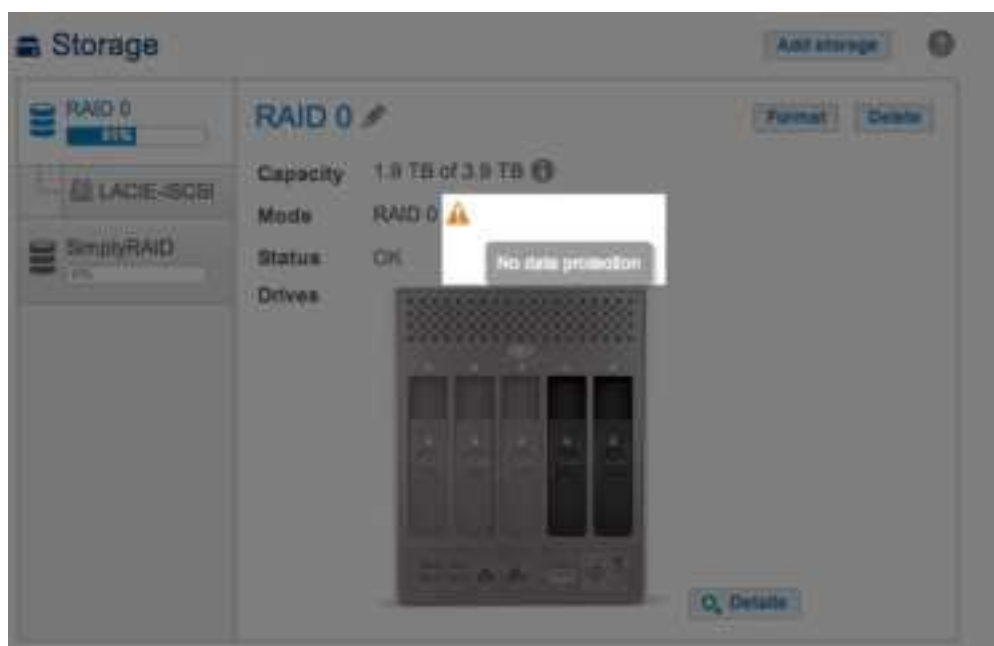 Storage
Add storage
RAID 0
LACIE-iSCSI
SimplyRAID
0%
RAID 0
Format
Delete
Capacity 1.9 TB of 3.9 TB
Mode RAID 0
Status OK
No data protection
Drives
Details